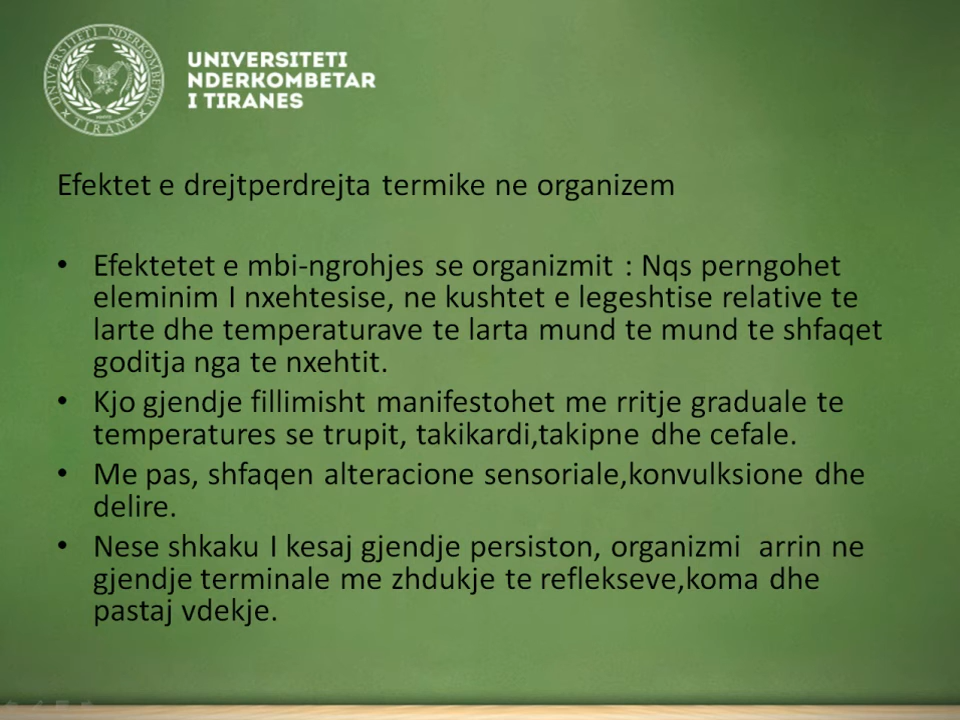 UNIVERSITETI NDERKOMBETAR
TIRANE
UNIVERSITETI
NDERKOMBETAR
I TIRANES
Efektet e drejtperdrejta termike ne organizem
• Efektetet e mbi-ngrohjes se organizmit : Nqs perngohet
eleminim I nxehtesise, ne kushtet e legeshtise relative te
larte dhe temperaturave te larta mund te mund te shfaqet
goditja nga te nxehtit.
• Kjo gjendje fillimisht manifestohet me rritje graduale te
temperatures se trupit, takikardi,takipne dhe cefale.
• Me pas, shfaqen alteracione sensoriale,konvulksione dhe
delire.
• Nese shkaku I kesaj gjendje persiston, organizmi arrin ne
gjendje terminale me zhdukje te reflekseve,koma dhe
pastaj vdekje.